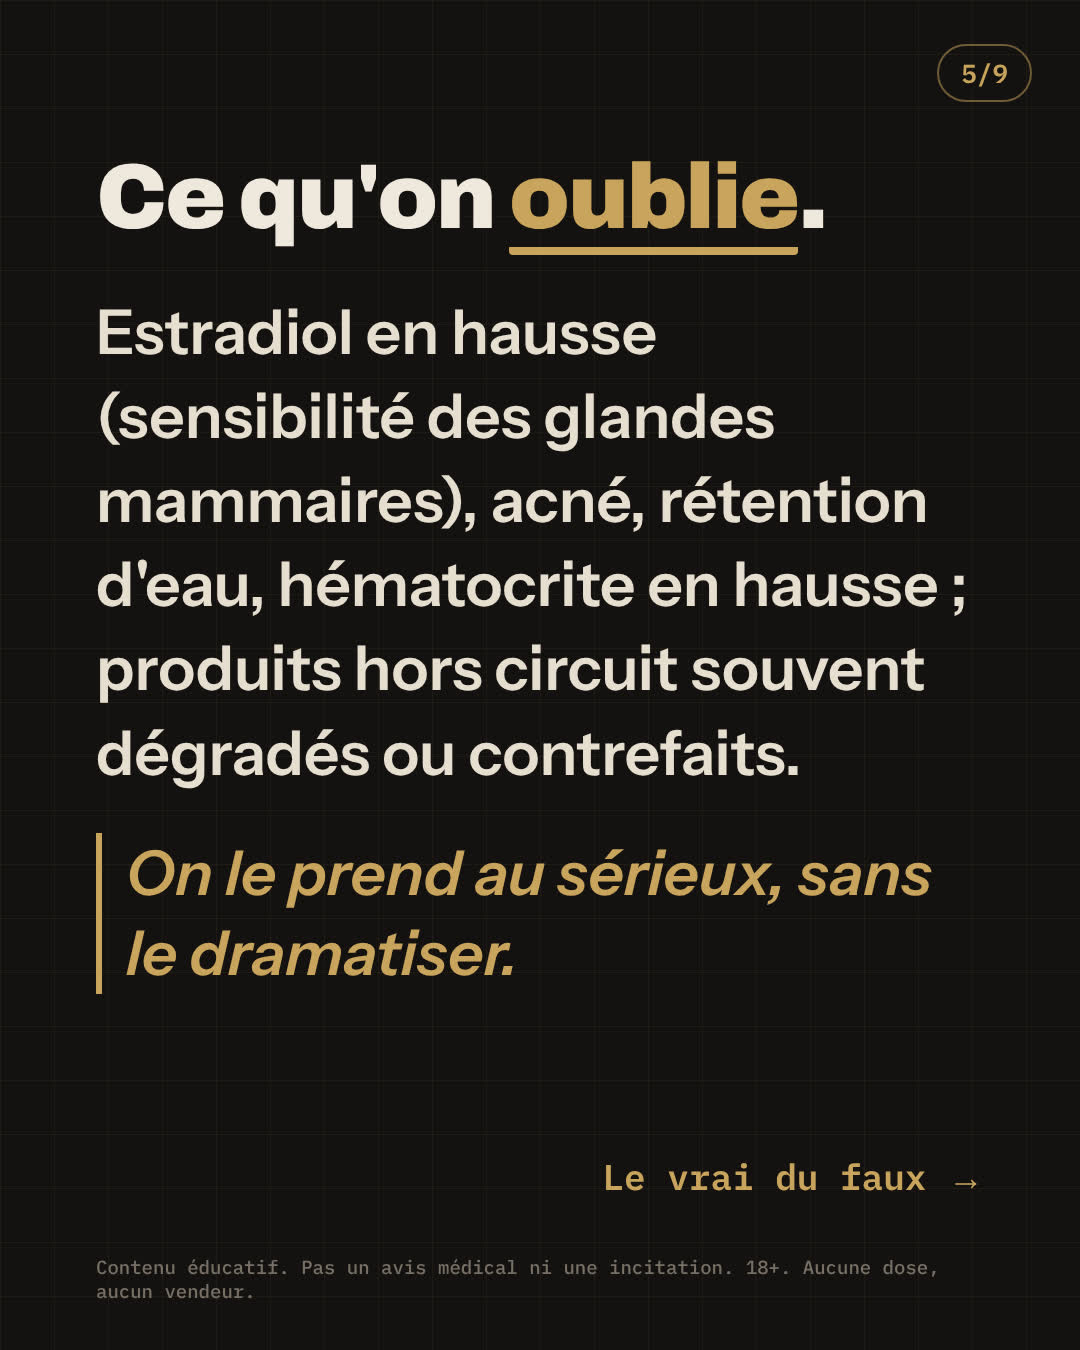 5/9
Ce qu'on oublie.
Estradiol en hausse
(sensibilité des glandes
mammaires), acné, rétention
d'eau, hématocrite en hausse ;
produits hors circuit souvent
dégradés ou contrefaits.
On le prend au sérieux, sans
le dramatiser.
Le vrai du faux →
Contenu éducatif. Pas un avis médical ni une incitation. 18+. Aucune dose,
aucun vendeur.